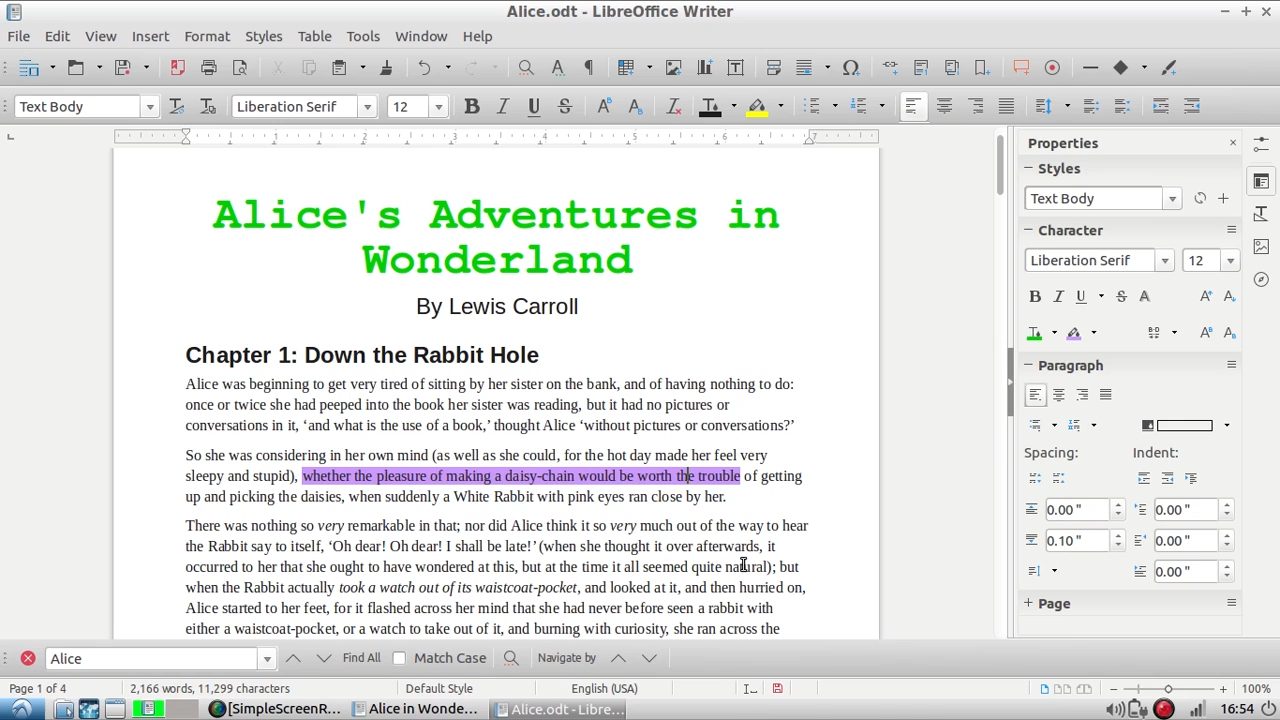 Alice.odt - LibreOffice Writer
File Edit View Insert Format Styles Table Tools Window Help
Text Body Liberation Serif 12
Properties
Styles
Text Body
Character
Liberation Serif 12
Paragraph
Spacing: Indent:
0.00 " 0.00 "
0.10 " 0.00 "
0.00 "
Page
1 2 3 4 5 6 7
Alice's Adventures in
Wonderland
By Lewis Carroll
Chapter 1: Down the Rabbit Hole
Alice was beginning to get very tired of sitting by her sister on the bank, and of having nothing to do:
once or twice she had peeped into the book her sister was reading, but it had no pictures or
conversations in it, ‘and what is the use of a book,’ thought Alice ‘without pictures or conversations?’
So she was considering in her own mind (as well as she could, for the hot day made her feel very
sleepy and stupid), whether the pleasure of making a daisy-chain would be worth the trouble of getting
up and picking the daisies, when suddenly a White Rabbit with pink eyes ran close by her.
There was nothing so very remarkable in that; nor did Alice think it so very much out of the way to hear
the Rabbit say to itself, ‘Oh dear! Oh dear! I shall be late!’ (when she thought it over afterwards, it
occurred to her that she ought to have wondered at this, but at the time it all seemed quite natural); but
when the Rabbit actually took a watch out of its waistcoat-pocket, and looked at it, and then hurried on,
Alice started to her feet, for it flashed across her mind that she had never before seen a rabbit with
either a waistcoat-pocket, or a watch to take out of it, and burning with curiosity, she ran across the
Alice Find All Match Case Navigate by
Page 1 of 4 2,166 words, 11,299 characters Default Style English (USA) 100%
[SimpleScreenR... Alice in Wonde... Alice.odt - Libre... 16:54